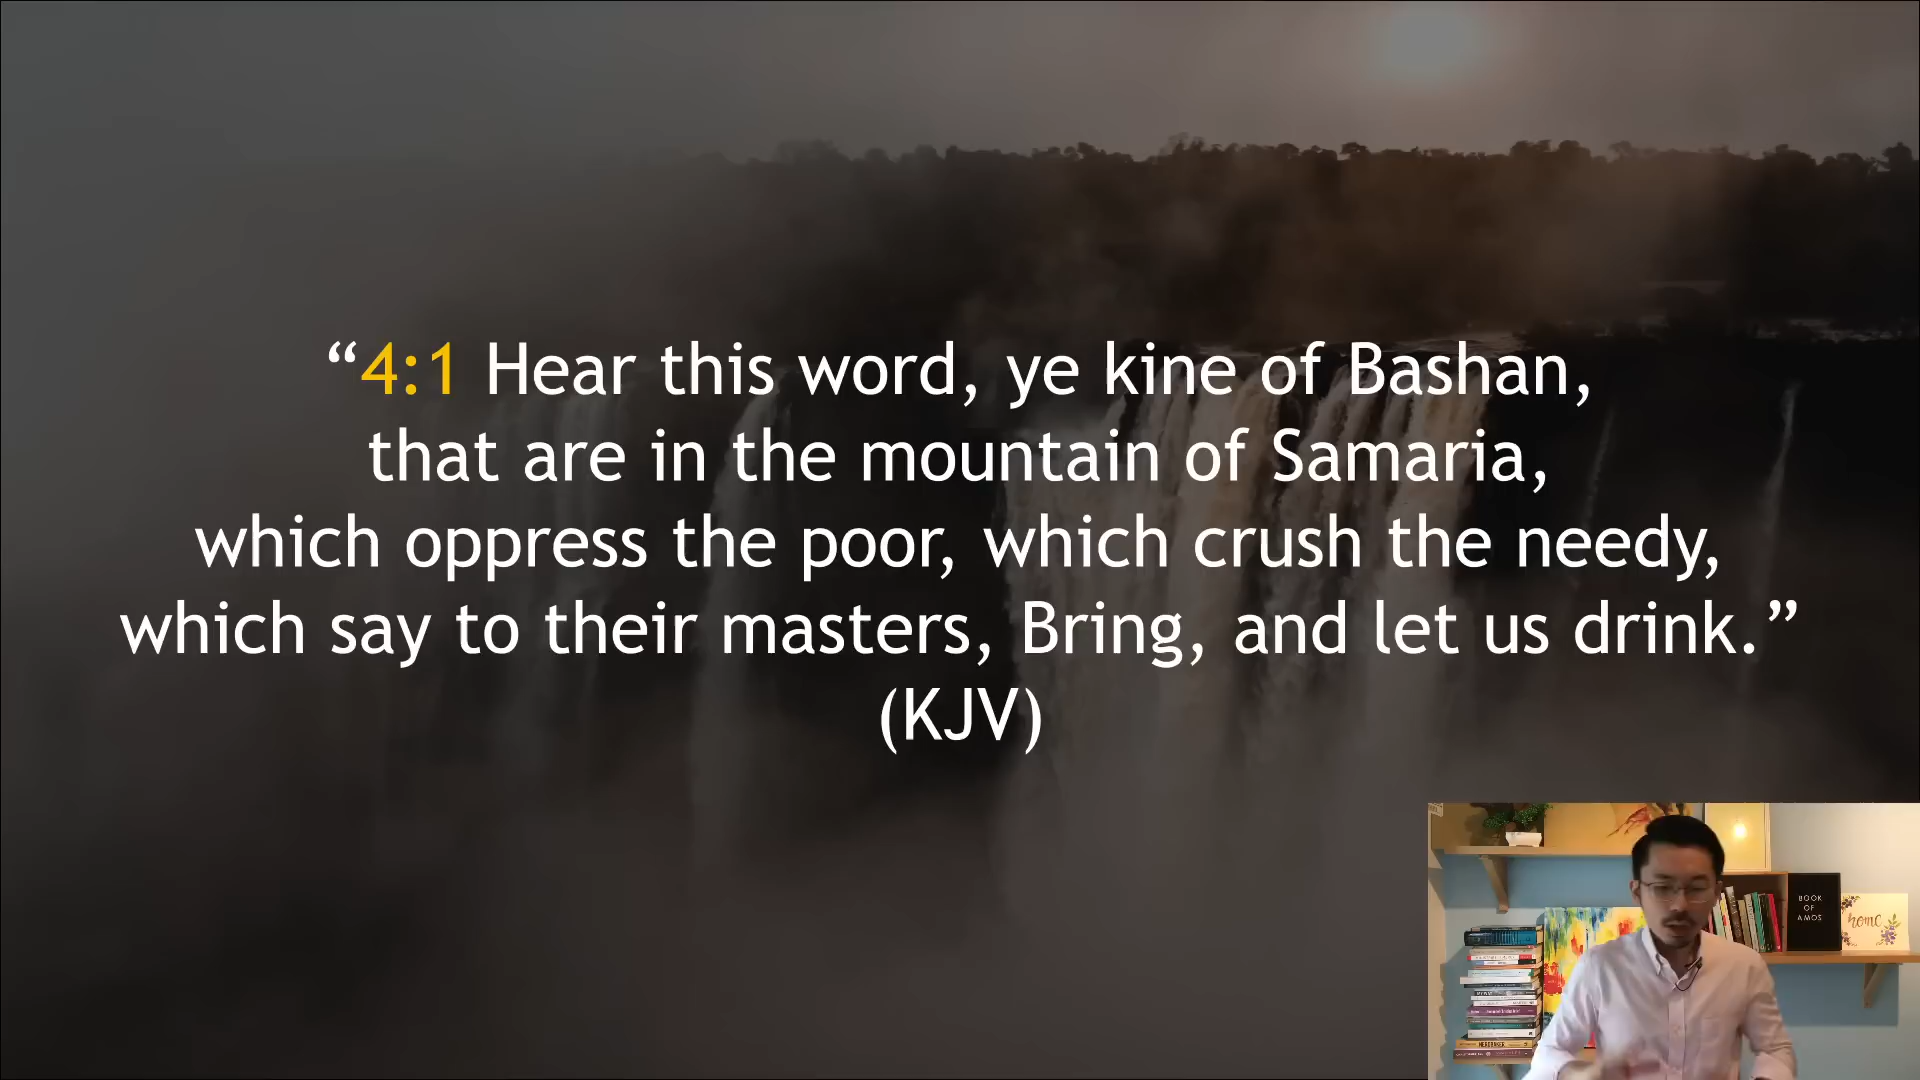 “4:1 Hear this word, ye kine of Bashan,
that are in the mountain of Samaria,
which oppress the poor, which crush the needy,
which say to their masters, Bring, and let us drink.”
(KJV)
BOOK
OF
AMOS
home